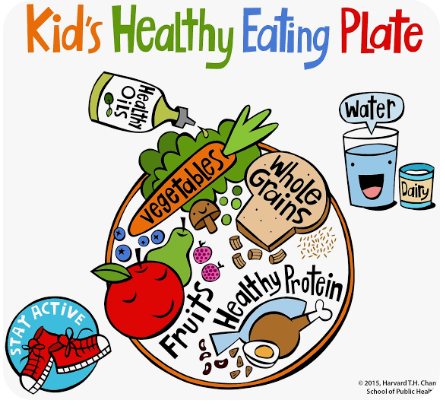 Kid's Healthy Eating Plate
Healthy
Oils
Vegetables
Whole
Grains
Water
Dairy
Fruits
Healthy Protein
STAY ACTIVE
© 2015, Harvard T.H. Chan
School of Public